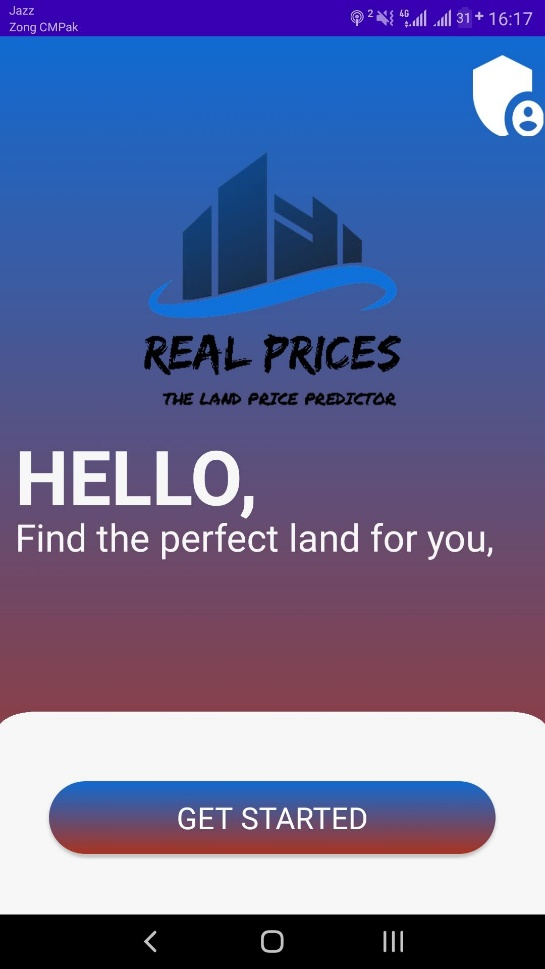 Jazz
Zong CMPak
2 4G 31+ 16:17
REAL PRICES
THE LAND PRICE PREDICTOR
HELLO,
Find the perfect land for you,
GET STARTED